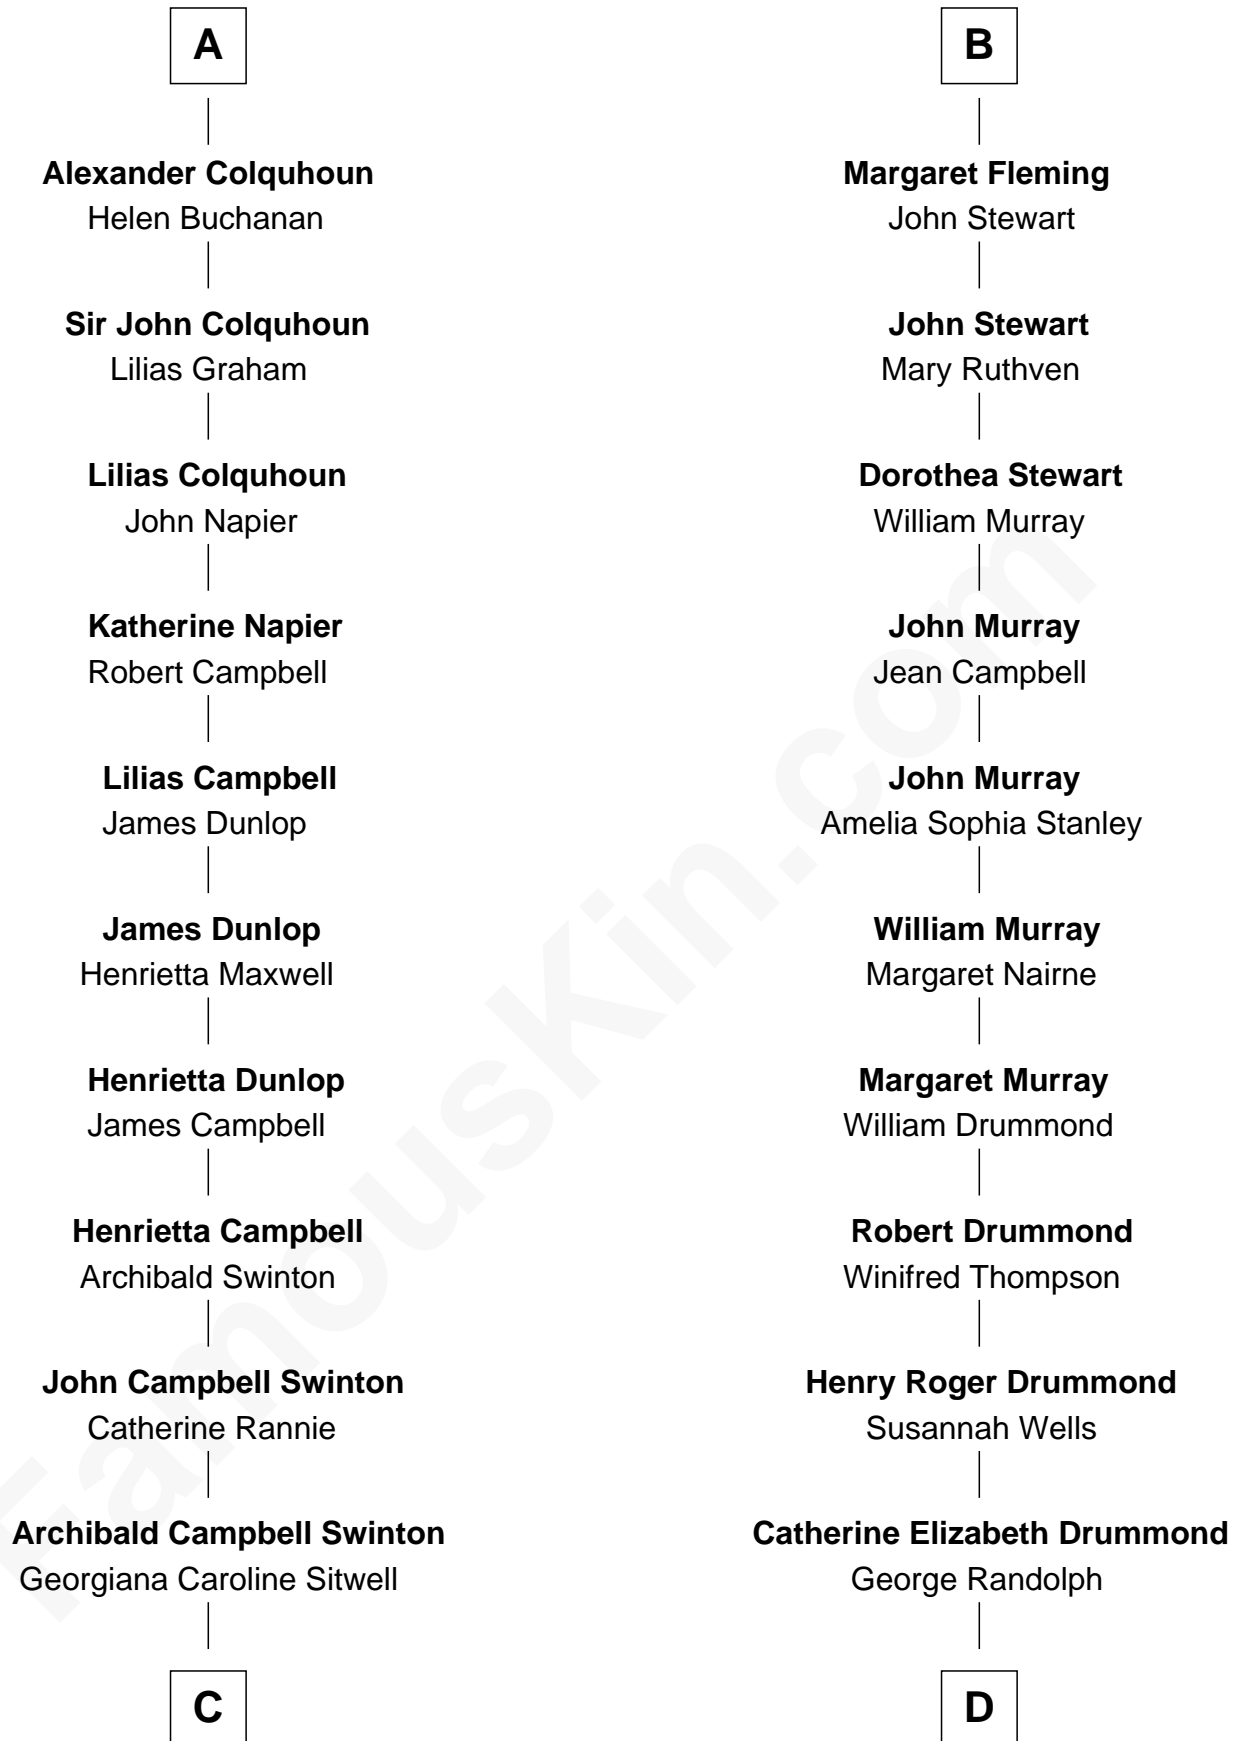 A
Alexander Colquhoun
Helen Buchanan
Sir John Colquhoun
Lilias Graham
Lilias Colquhoun
John Napier
Katherine Napier
Robert Campbell
Lilias Campbell
James Dunlop
James Dunlop
Henrietta Maxwell
Henrietta Dunlop
James Campbell
Henrietta Campbell
Archibald Swinton
John Campbell Swinton
Catherine Rannie
Archibald Campbell Swinton
Georgiana Caroline Sitwell
C
B
Margaret Fleming
John Stewart
John Stewart
Mary Ruthven
Dorothea Stewart
William Murray
John Murray
Jean Campbell
John Murray
Amelia Sophia Stanley
William Murray
Margaret Nairne
Margaret Murray
William Drummond
Robert Drummond
Winifred Thompson
Henry Roger Drummond
Susannah Wells
Catherine Elizabeth Drummond
George Randolph
D
FamousKin.com